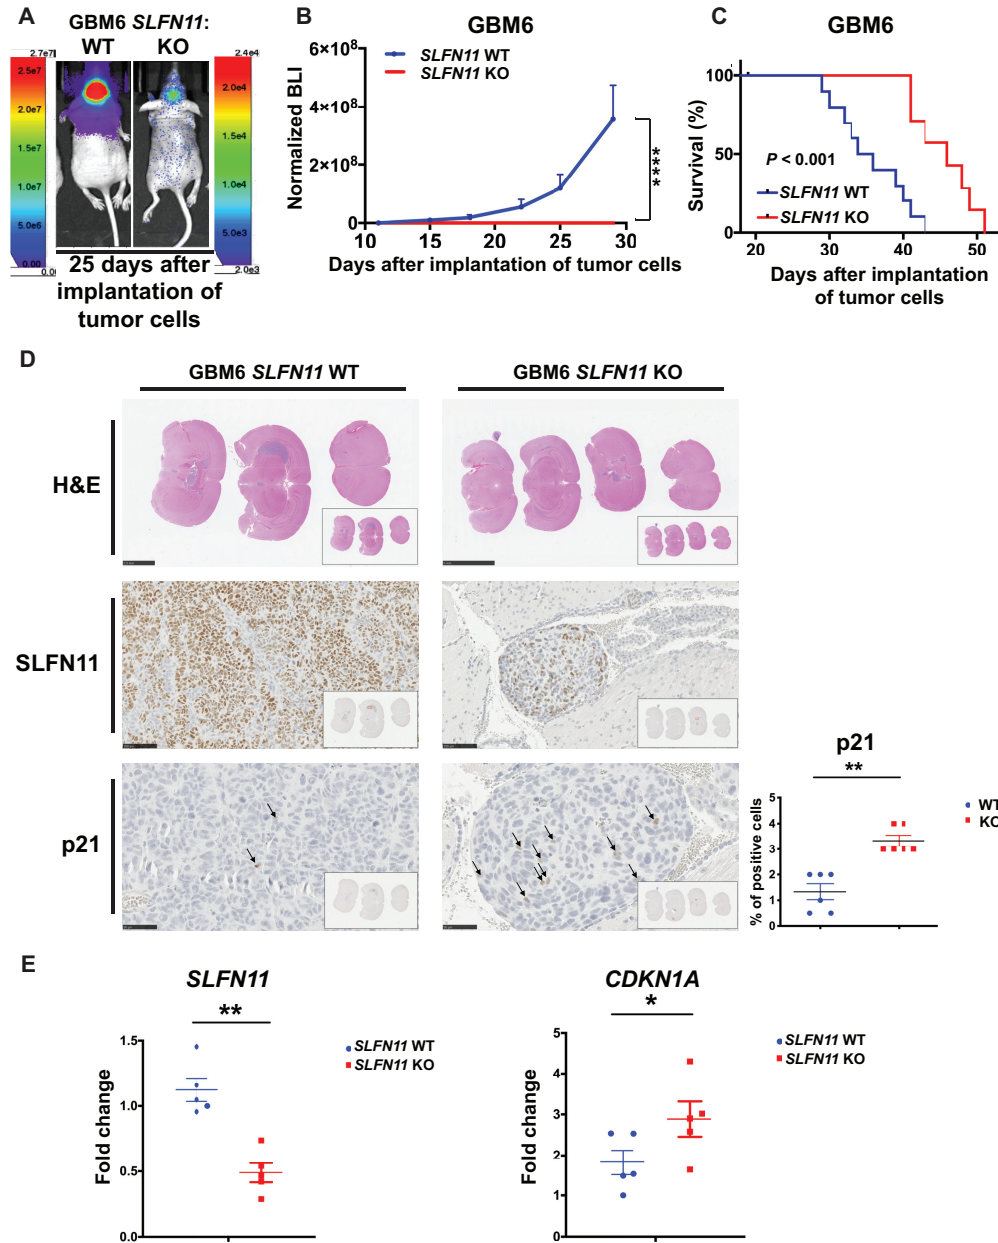 A
GBM6 SLFN11:
WT KO
2.7e7
2.5e7
2.0e7
1.0e7
5.0e6
0.00
0.0
2.4e4
2.0e4
1.5e4
1.0e4
5.0e3
2.0e3
25 days after
implantation of
tumor cells
B
GBM6
Normalized BLI
6×10⁸
4×10⁸
2×10⁸
0
SLFN11 WT
SLFN11 KO
****
10 15 20 25 30
Days after implantation of tumor cells
C
GBM6
Survival (%)
100
50
0
P < 0.001
SLFN11 WT
SLFN11 KO
20 30 40 50
Days after implantation
of tumor cells
D
GBM6 SLFN11 WT
GBM6 SLFN11 KO
H&E
SLFN11
p21
p21
**
% of positive cells
5
4
3
2
1
0
WT
KO
E
SLFN11
**
Fold change
1.5
1.0
0.5
0.0
SLFN11 WT
SLFN11 KO
CDKN1A
*
Fold change
5
4
3
2
1
0
SLFN11 WT
SLFN11 KO